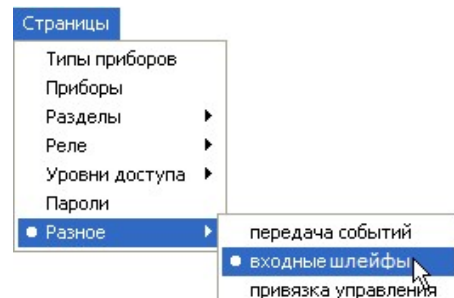 Страницы
Типы приборов
Приборы
Разделы
Реле
Уровни доступа
Пароли
Разное
передача событий
входные шлейфы
привязка управления